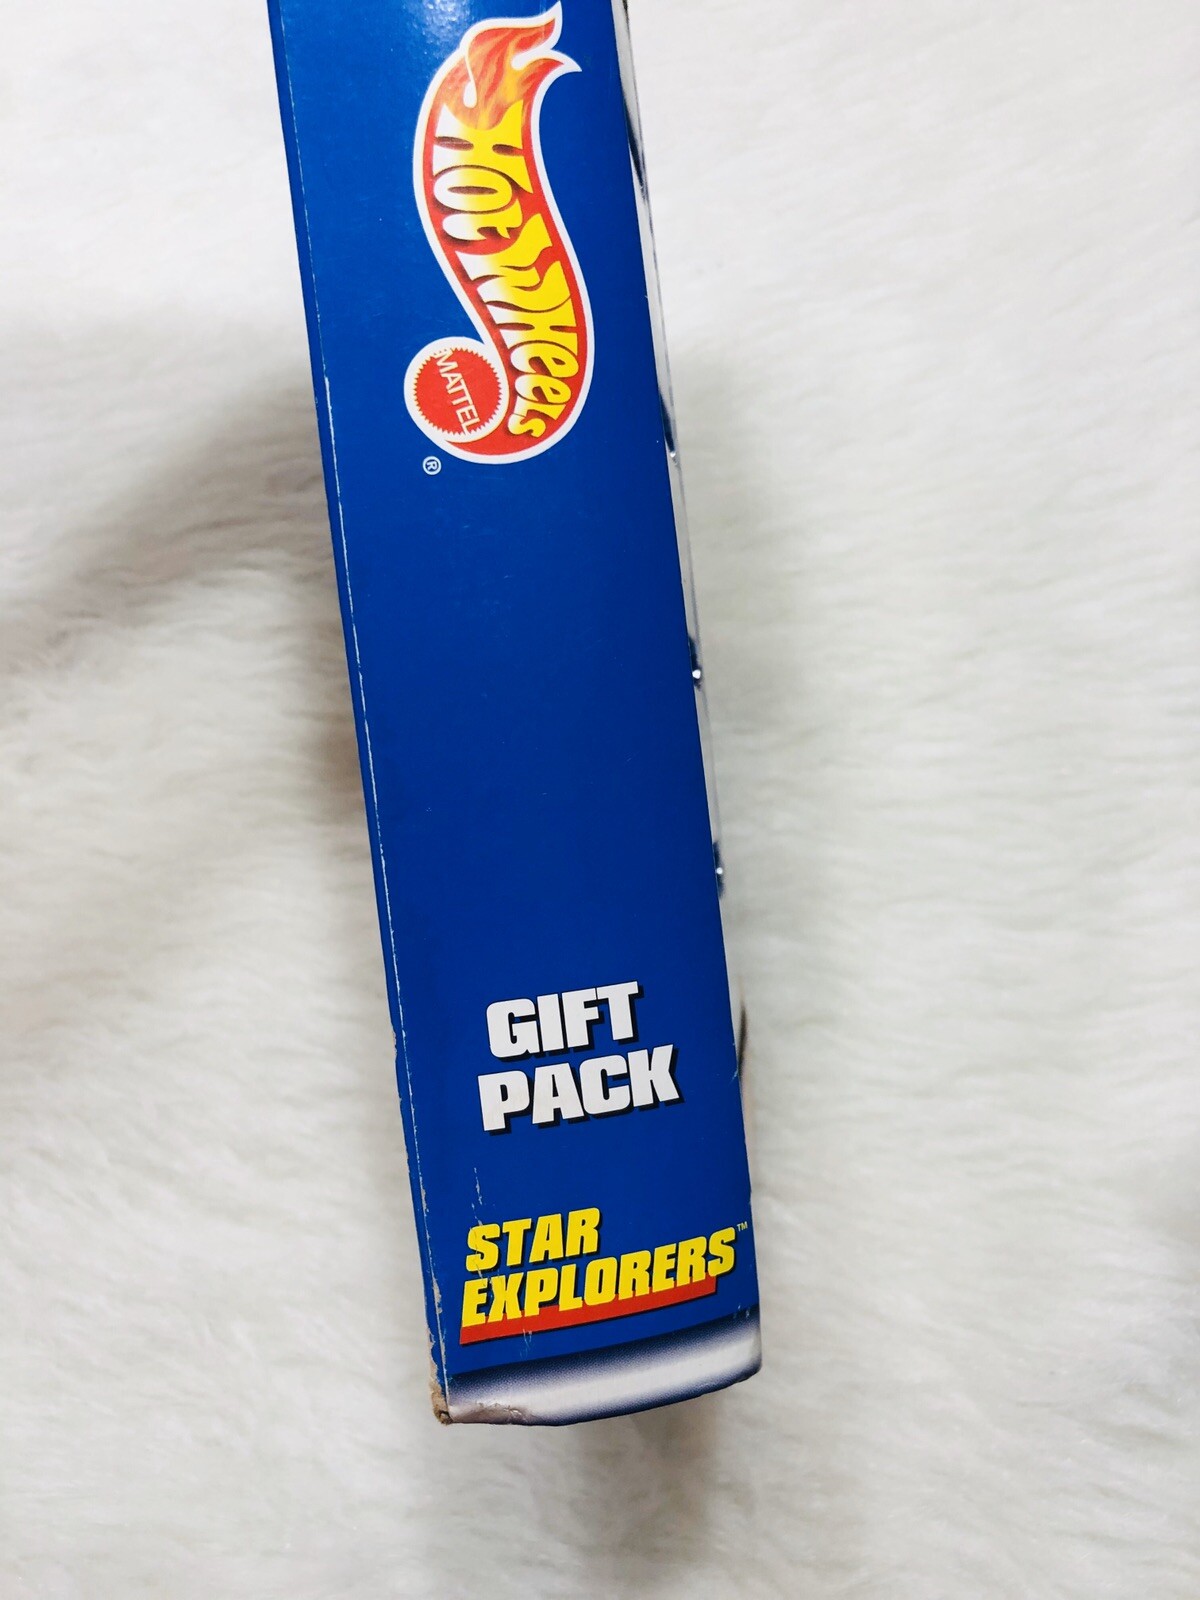 HOT WHEELS
MATTEL
®
GIFT
PACK
STAR
EXPLORERS™